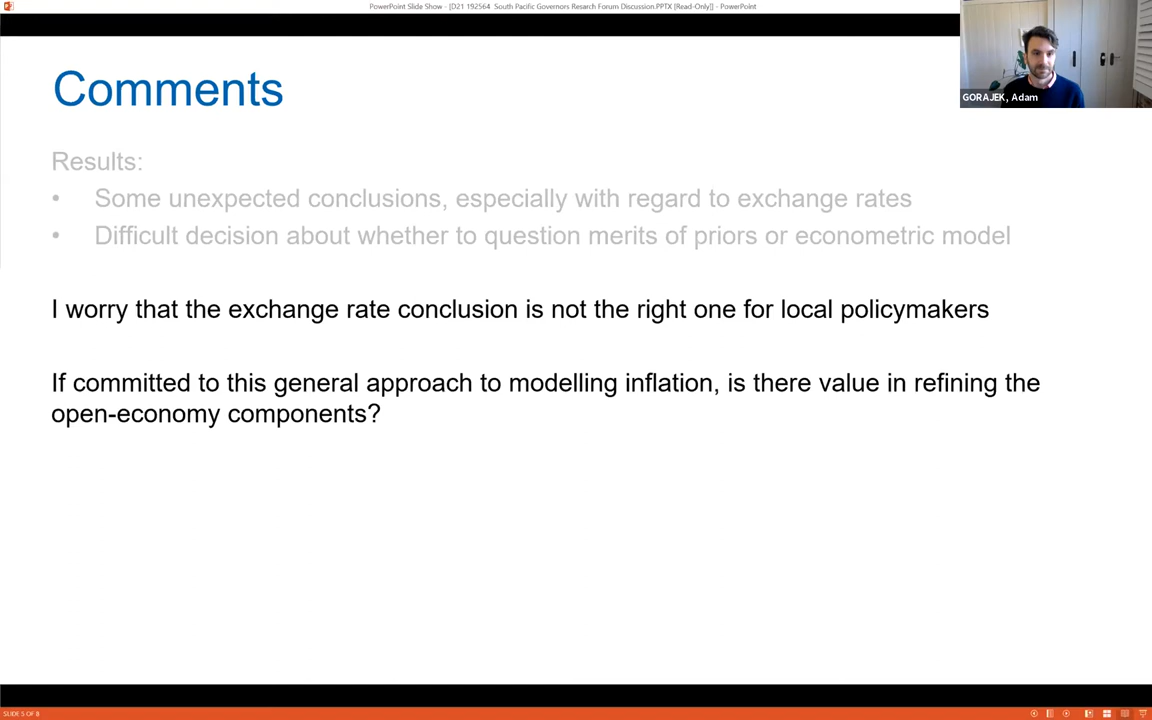 PowerPoint Slide Show - [D21 192564 South Pacific Governors Resarch Forum Discussion.PPTX [Read-Only]] - PowerPoint
GORAJEK, Adam
Comments
Results:
• Some unexpected conclusions, especially with regard to exchange rates
• Difficult decision about whether to question merits of priors or econometric model
I worry that the exchange rate conclusion is not the right one for local policymakers
If committed to this general approach to modelling inflation, is there value in refining the
open-economy components?
SLIDE 5 OF 8